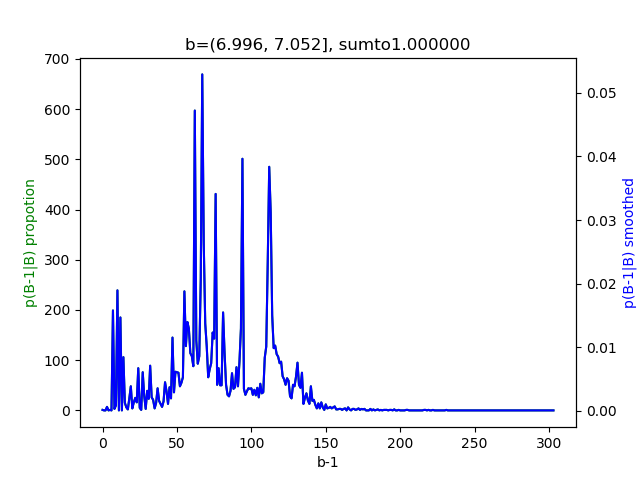 b=(6.996, 7.052], sumto1.000000
700
600
500
400
300
200
100
0
p(B-1|B) propotion
0.05
0.04
0.03
0.02
0.01
0.00
p(B-1|B) smoothed
0 50 100 150 200 250 300
b-1